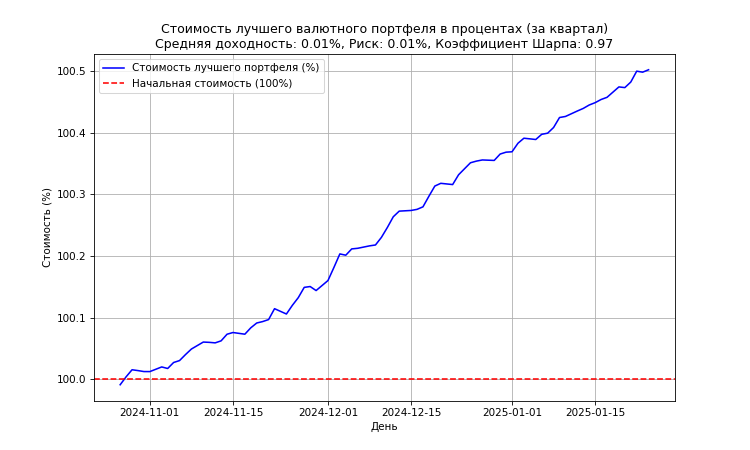 Стоимость лучшего валютного портфеля в процентах (за квартал)
Средняя доходность: 0.01%, Риск: 0.01%, Коэффициент Шарпа: 0.97
Стоимость лучшего портфеля (%)
Начальная стоимость (100%)
Стоимость (%)
100.5
100.4
100.3
100.2
100.1
100.0
2024-11-01 2024-11-15 2024-12-01 2024-12-15 2025-01-01 2025-01-15
День